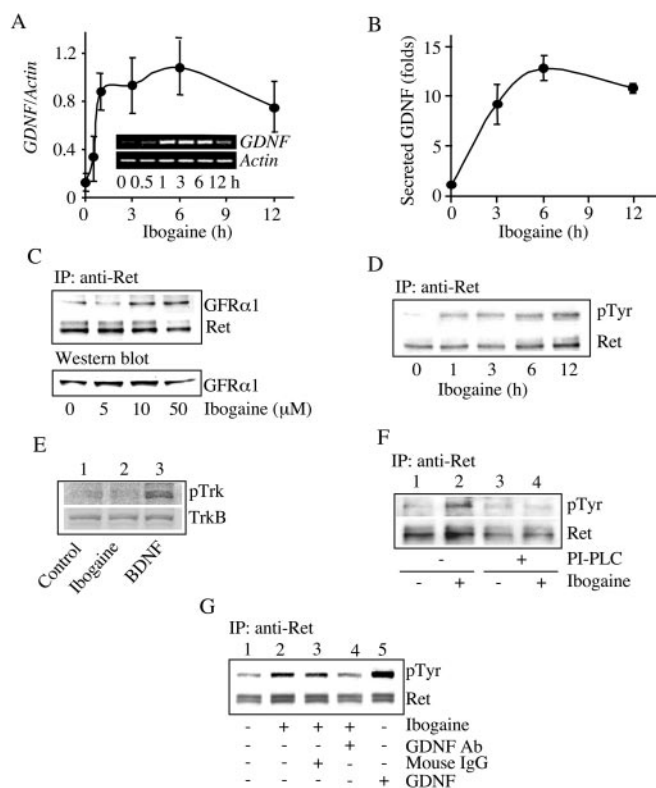 A
GDNF/Actin
1.2
0.8
0.4
0
GDNF
Actin
0 0.5 1 3 6 12 h
0 3 6 9 12
Ibogaine (h)
B
Secreted GDNF (folds)
15
10
5
0
0 3 6 9 12
Ibogaine (h)
C
IP: anti-Ret
GFRα1
Ret
Western blot
GFRα1
0 5 10 50 Ibogaine (μM)
D
IP: anti-Ret
pTyr
Ret
0 1 3 6 12
Ibogaine (h)
E
1 2 3
pTrk
TrkB
Control
Ibogaine
BDNF
F
IP: anti-Ret
1 2 3 4
pTyr
Ret
- + PI-PLC
- + - + Ibogaine
G
IP: anti-Ret
1 2 3 4 5
pTyr
Ret
- + + + - Ibogaine
- - - + - GDNF Ab
- - + - - Mouse IgG
- - - - + GDNF